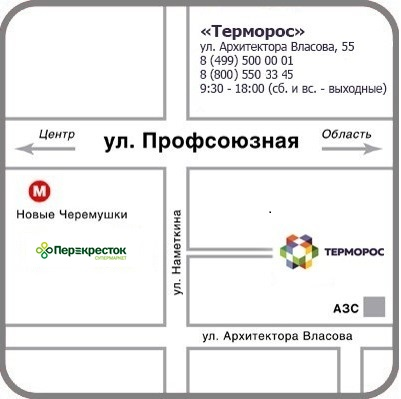 «Терморос»
ул. Архитектора Власова, 55
8 (499) 500 00 01
8 (800) 550 33 45
9:30 - 18:00 (сб. и вс. - выходные)
Центр
ул. Профсоюзная
Область
М
Новые Черемушки
Перекресток
СУПЕРМАРКЕТ
ул. Наметкина
ТЕРМОРОС
АЗС
ул. Архитектора Власова